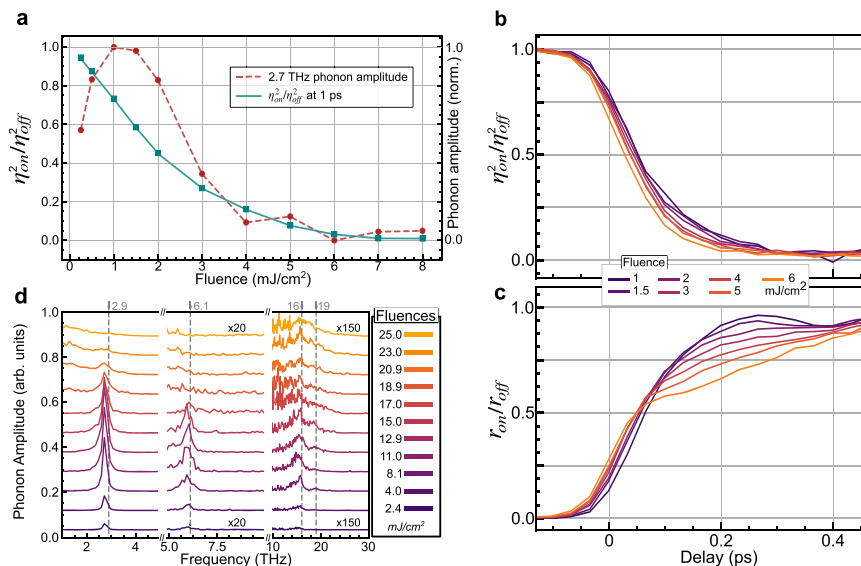 a
1.0
0.8
0.6
0.4
0.2
0.0
η²on/η²off
1.0
0.0
Phonon amplitude (norm.)
2.7 THz phonon amplitude
η²on/η²off at 1 ps
0 1 2 3 4 5 6 7 8
Fluence (mJ/cm²)
b
1.0
0.5
0.0
η²on/η²off
Fluence
1 2 4 6
1.5 3 5 mJ/cm²
c
1.0
0.5
0.0
ron/roff
0 0.2 0.4
Delay (ps)
d
2.9 6.1 16 19
1.0
0.8
0.6
0.4
0.2
0.0
Phonon Amplitude (arb. units)
x20 x150
x20 x150
2 4 5.0 7.5 10 20 30
Frequency (THz)
Fluences
25.0
23.0
20.9
18.9
17.0
15.0
12.9
11.0
8.1
4.0
2.4
mJ/cm²